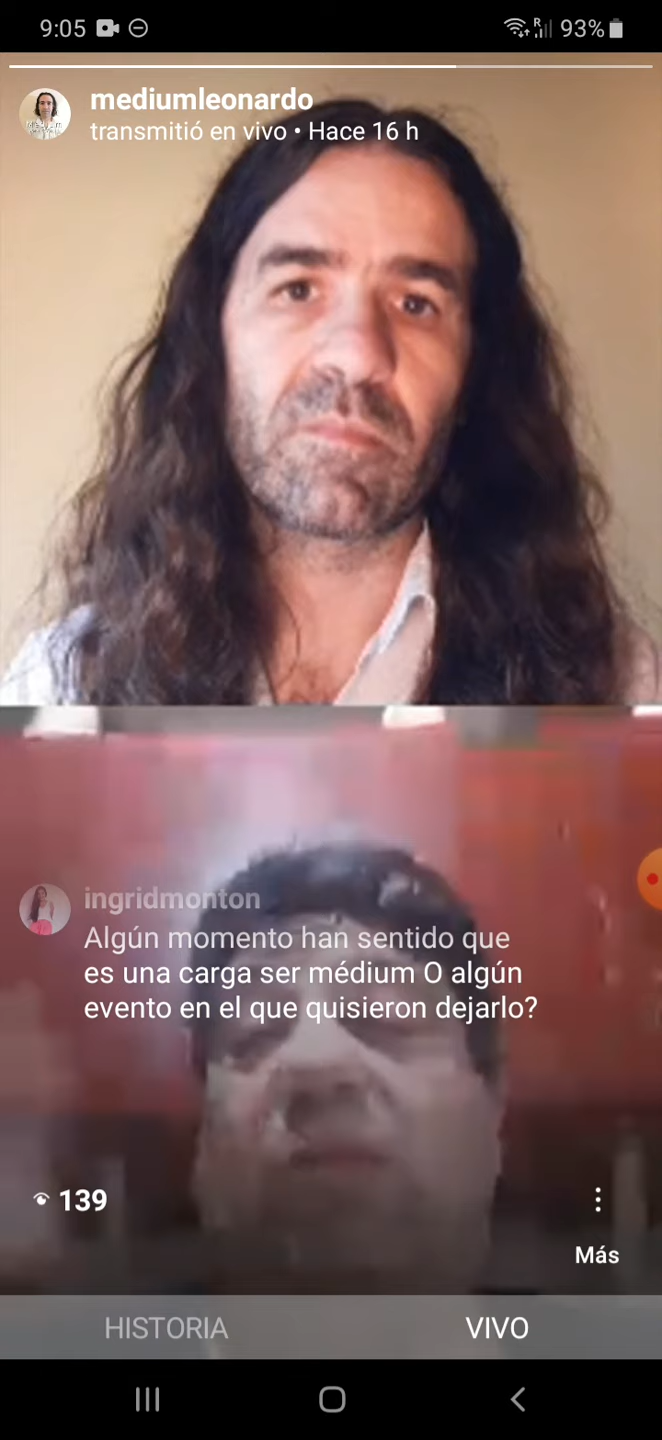 9:05
R
93%
mediumleonardo
transmitió en vivo • Hace 16 h
ingridmonton
Algún momento han sentido que
es una carga ser médium O algún
evento en el que quisieron dejarlo?
139
Más
HISTORIA
VIVO